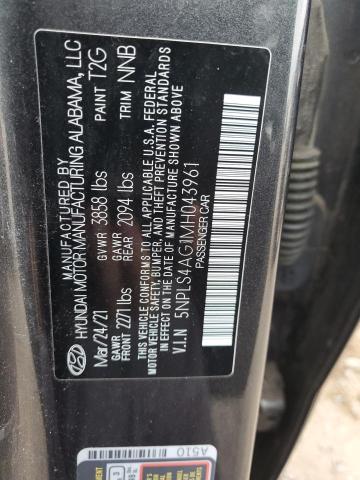 MANUFACTURED BY
HYUNDAI MOTOR MANUFACTURING ALABAMA, LLC
Mar/24/21 GVWR 3858 lbs PAINT T2G
GAWR FRONT 2271 lbs GAWR REAR 2094 lbs TRIM NNB
THIS VEHICLE CONFORMS TO ALL APPLICABLE U.S.A. FEDERAL
MOTOR VEHICLE SAFETY, BUMPER, AND THEFT PREVENTION STANDARDS
IN EFFECT ON THE DATE OF MANUFACTURE SHOWN ABOVE
V.I.N 5NPLS4AG1MH043961
PASSENGER CAR
A510